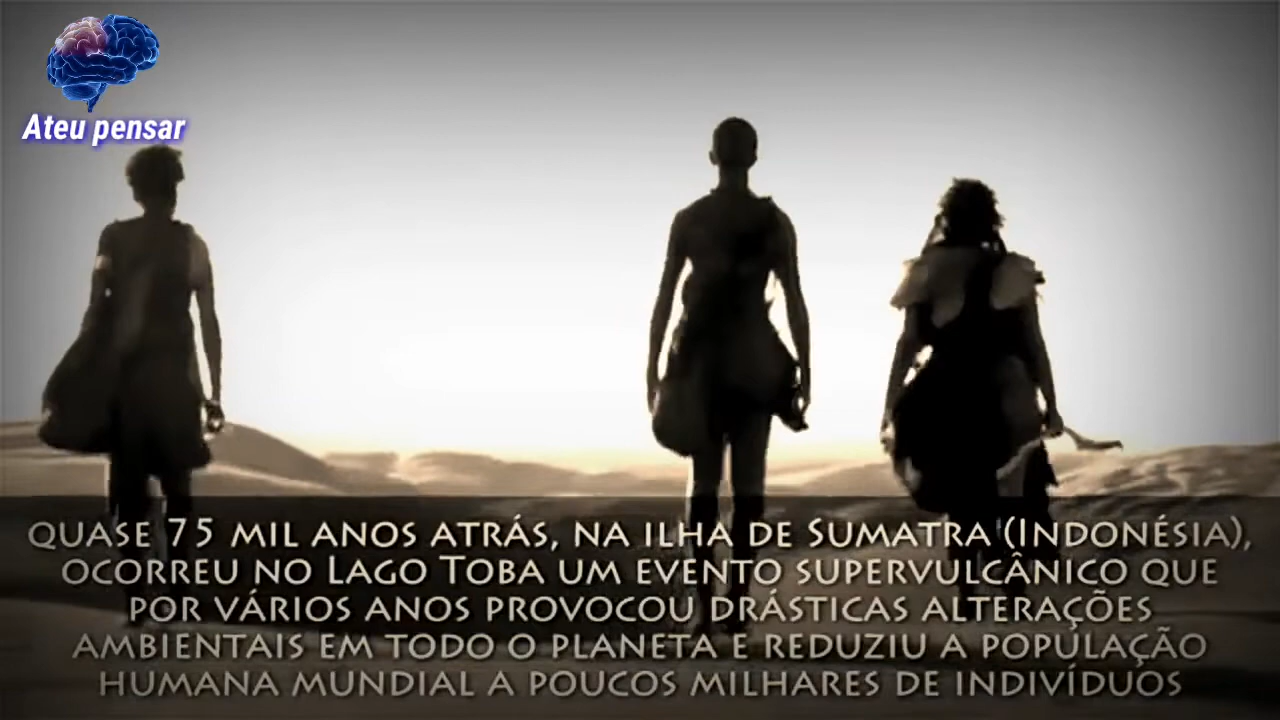 Ateu pensar
QUASE 75 MIL ANOS ATRÁS, NA ILHA DE SUMATRA (INDONÉSIA),
OCORREU NO LAGO TOBA UM EVENTO SUPERVULCÂNICO QUE
POR VÁRIOS ANOS PROVOCOU DRÁSTICAS ALTERAÇÕES
AMBIENTAIS EM TODO O PLANETA E REDUZIU A POPULAÇÃO
HUMANA MUNDIAL A POUCOS MILHARES DE INDIVÍDUOS